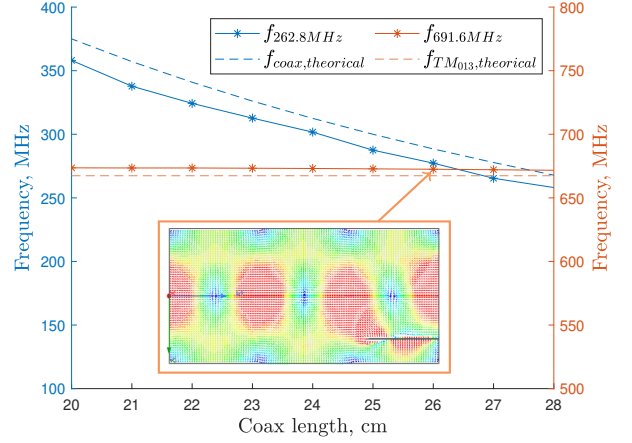 f262.8MHz f691.6MHz
fcoax,theorical fTM013,theorical
400
350
300
250
200
150
100
800
750
700
650
600
550
500
20 21 22 23 24 25 26 27 28
Frequency, MHz
Frequency, MHz
Coax length, cm